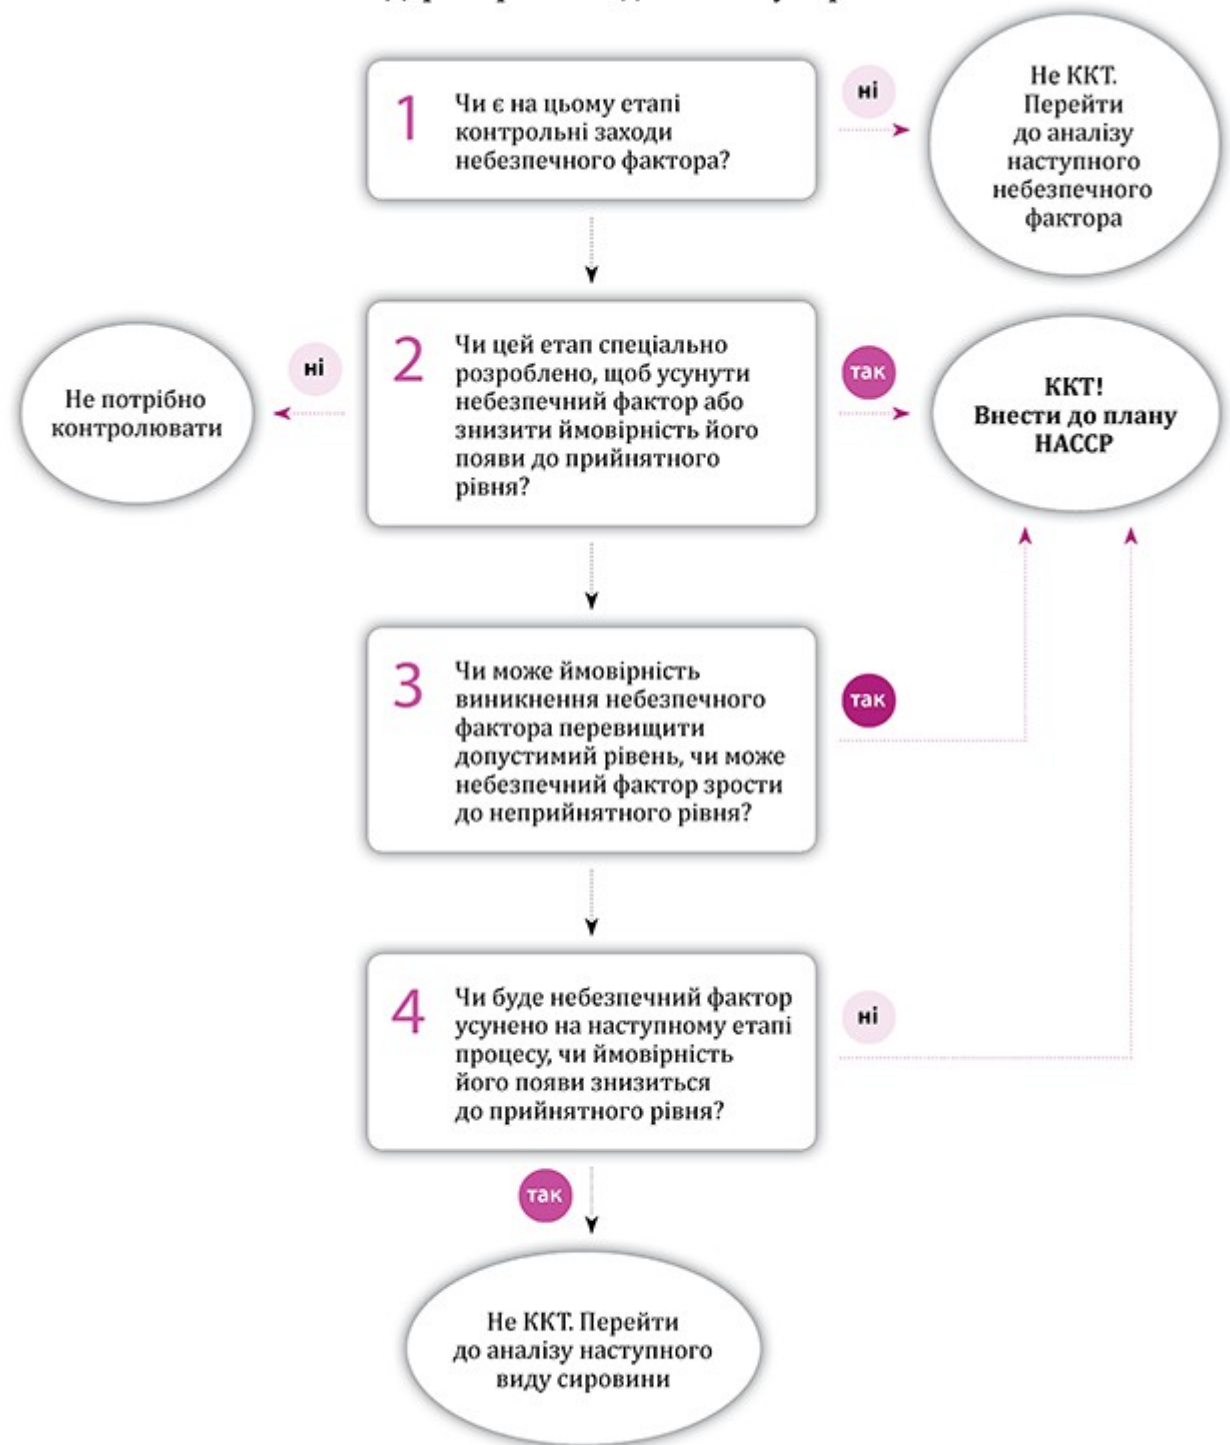 1
Чи є на цьому етапі
контрольні заходи
небезпечного фактора?
ні
Не ККТ.
Перейти
до аналізу
наступного
небезпечного
фактора
Не потрібно
контролювати
ні
2
Чи цей етап спеціально
розроблено, щоб усунути
небезпечний фактор або
знизити ймовірність його
появи до прийнятного
рівня?
так
ККТ!
Внести до плану
НАССР
3
Чи може ймовірність
виникнення небезпечного
фактора перевищити
допустимий рівень, чи може
небезпечний фактор зрости
до неприйнятного рівня?
так
4
Чи буде небезпечний фактор
усунено на наступному етапі
процесу, чи ймовірність
його появи знизиться
до прийнятного рівня?
ні
так
Не ККТ. Перейти
до аналізу наступного
виду сировини